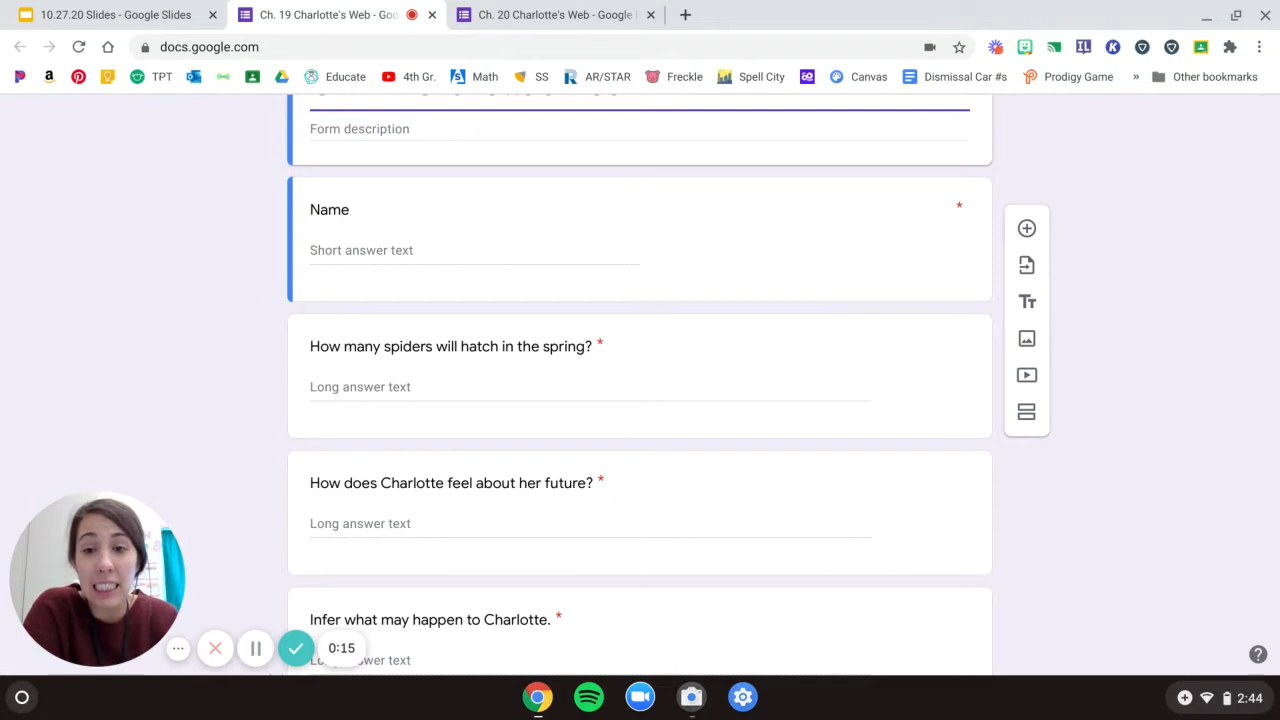 10.27.20 Slides - Google Slides
Ch. 19 Charlotte's Web - Goo
Ch. 20 Charlotte's Web - Google
docs.google.com
TPT
Educate
4th Gr.
Math
SS
AR/STAR
Freckle
Spell City
Canvas
Dismissal Car #s
Prodigy Game
»
Other bookmarks
Form description
Name *
Short answer text
How many spiders will hatch in the spring? *
Long answer text
How does Charlotte feel about her future? *
Long answer text
Infer what may happen to Charlotte. *
Long answer text
0:15
2:44